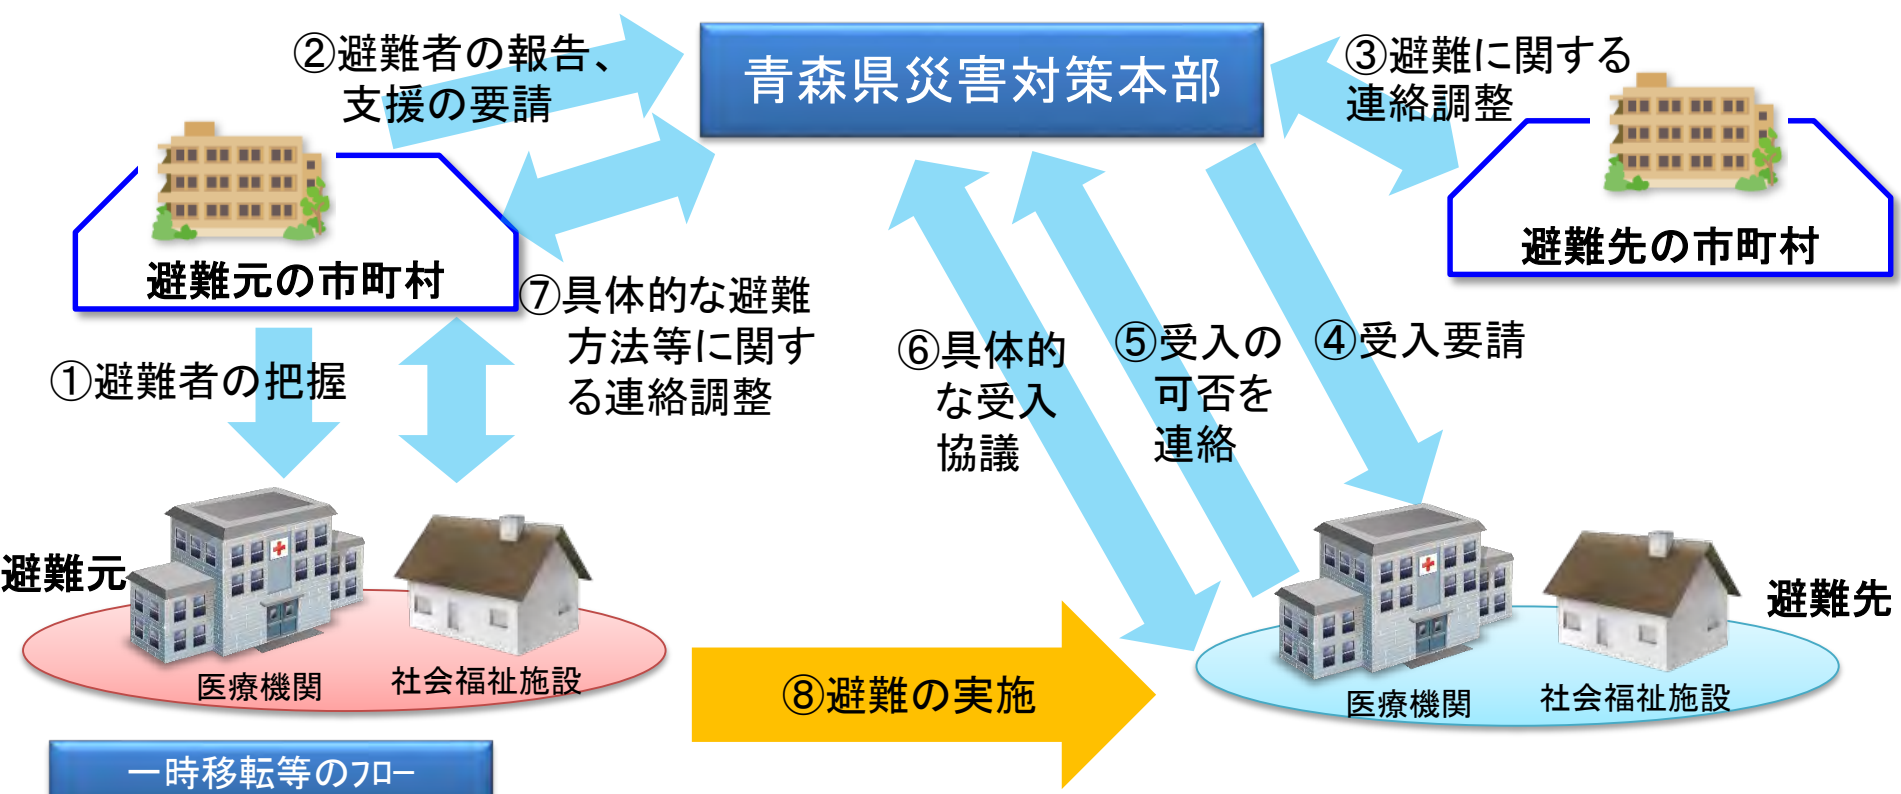 ②避難者の報告、
支援の要請
青森県災害対策本部
③避難に関する
連絡調整
避難元の市町村
避難先の市町村
⑦具体的な避難
方法等に関す
る連絡調整
①避難者の把握
⑥具体的
な受入
協議
⑤受入の
可否を
連絡
④受入要請
避難元
医療機関
社会福祉施設
⑧避難の実施
避難先
医療機関
社会福祉施設
一時移転等のフロー